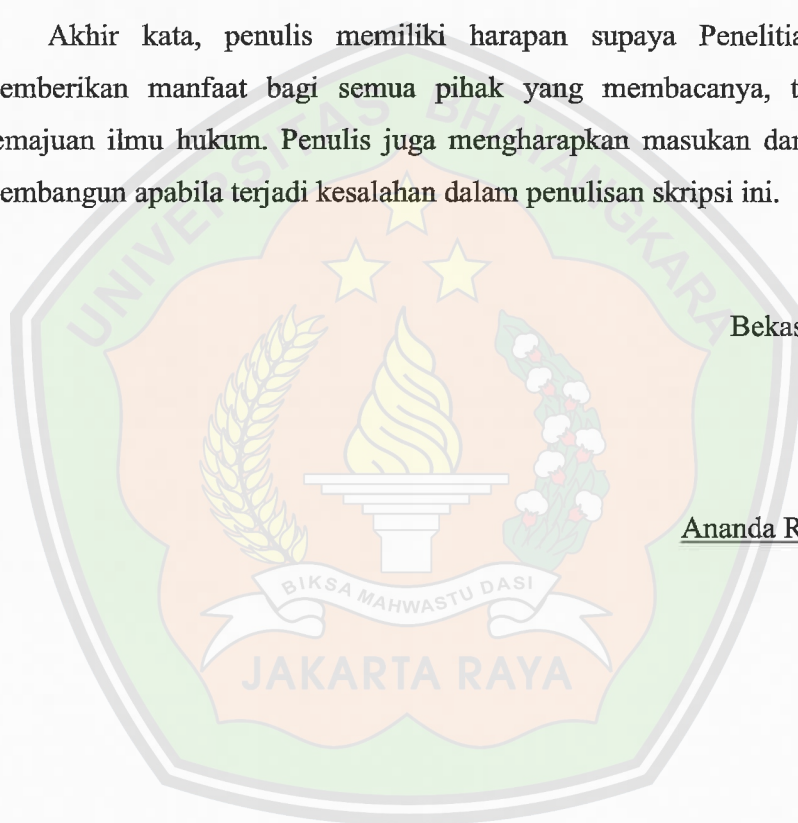 Akhir kata, penulis memiliki harapan supaya Penelitia
emberikan manfaat bagi semua pihak yang membacanya, t
emajuan ilmu hukum. Penulis juga mengharapkan masukan dar
embangun apabila terjadi kesalahan dalam penulisan skripsi ini.
UNIVERSITAS BHAYANGKARA
Bekas
Ananda R
BIKSA MAHWASTU DASI
JAKARTA RAYA